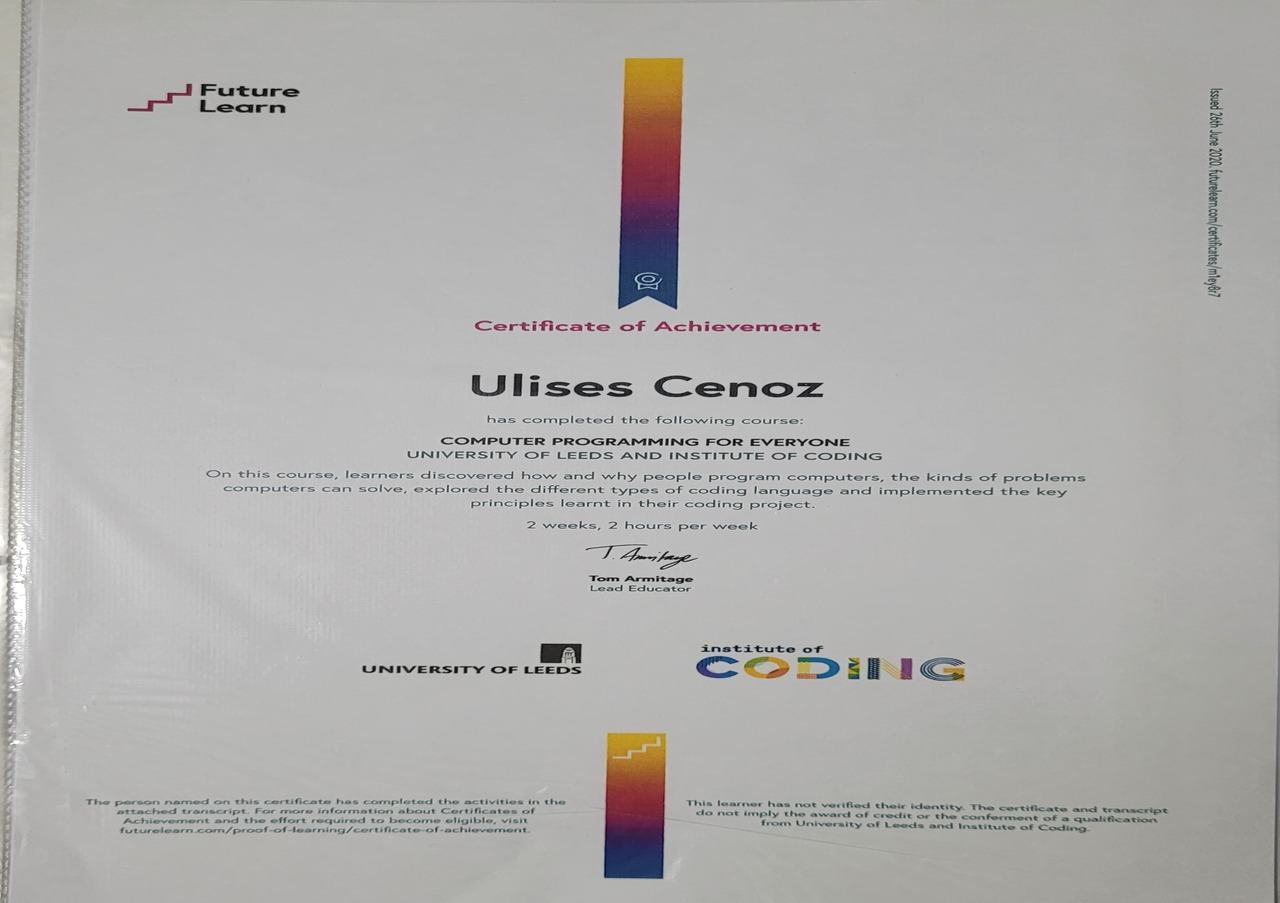 Future
Learn
Issued 26th June 2020. futurelearn.com/certificates/m1ey8r7
Certificate of Achievement
Ulises Cenoz
has completed the following course:
COMPUTER PROGRAMMING FOR EVERYONE
UNIVERSITY OF LEEDS AND INSTITUTE OF CODING
On this course, learners discovered how and why people program computers, the kinds of problems
computers can solve, explored the different types of coding language and implemented the key
principles learnt in their coding project.
2 weeks, 2 hours per week
T. Armitage
Tom Armitage
Lead Educator
UNIVERSITY OF LEEDS
institute of
CODING
The person named on this certificate has completed the activities in the
attached transcript. For more information about Certificates of
Achievement and the effort required to become eligible, visit
futurelearn.com/proof-of-learning/certificate-of-achievement.
This learner has not verified their identity. The certificate and transcript
do not imply the award of credit or the conferment of a qualification
from University of Leeds and Institute of Coding.